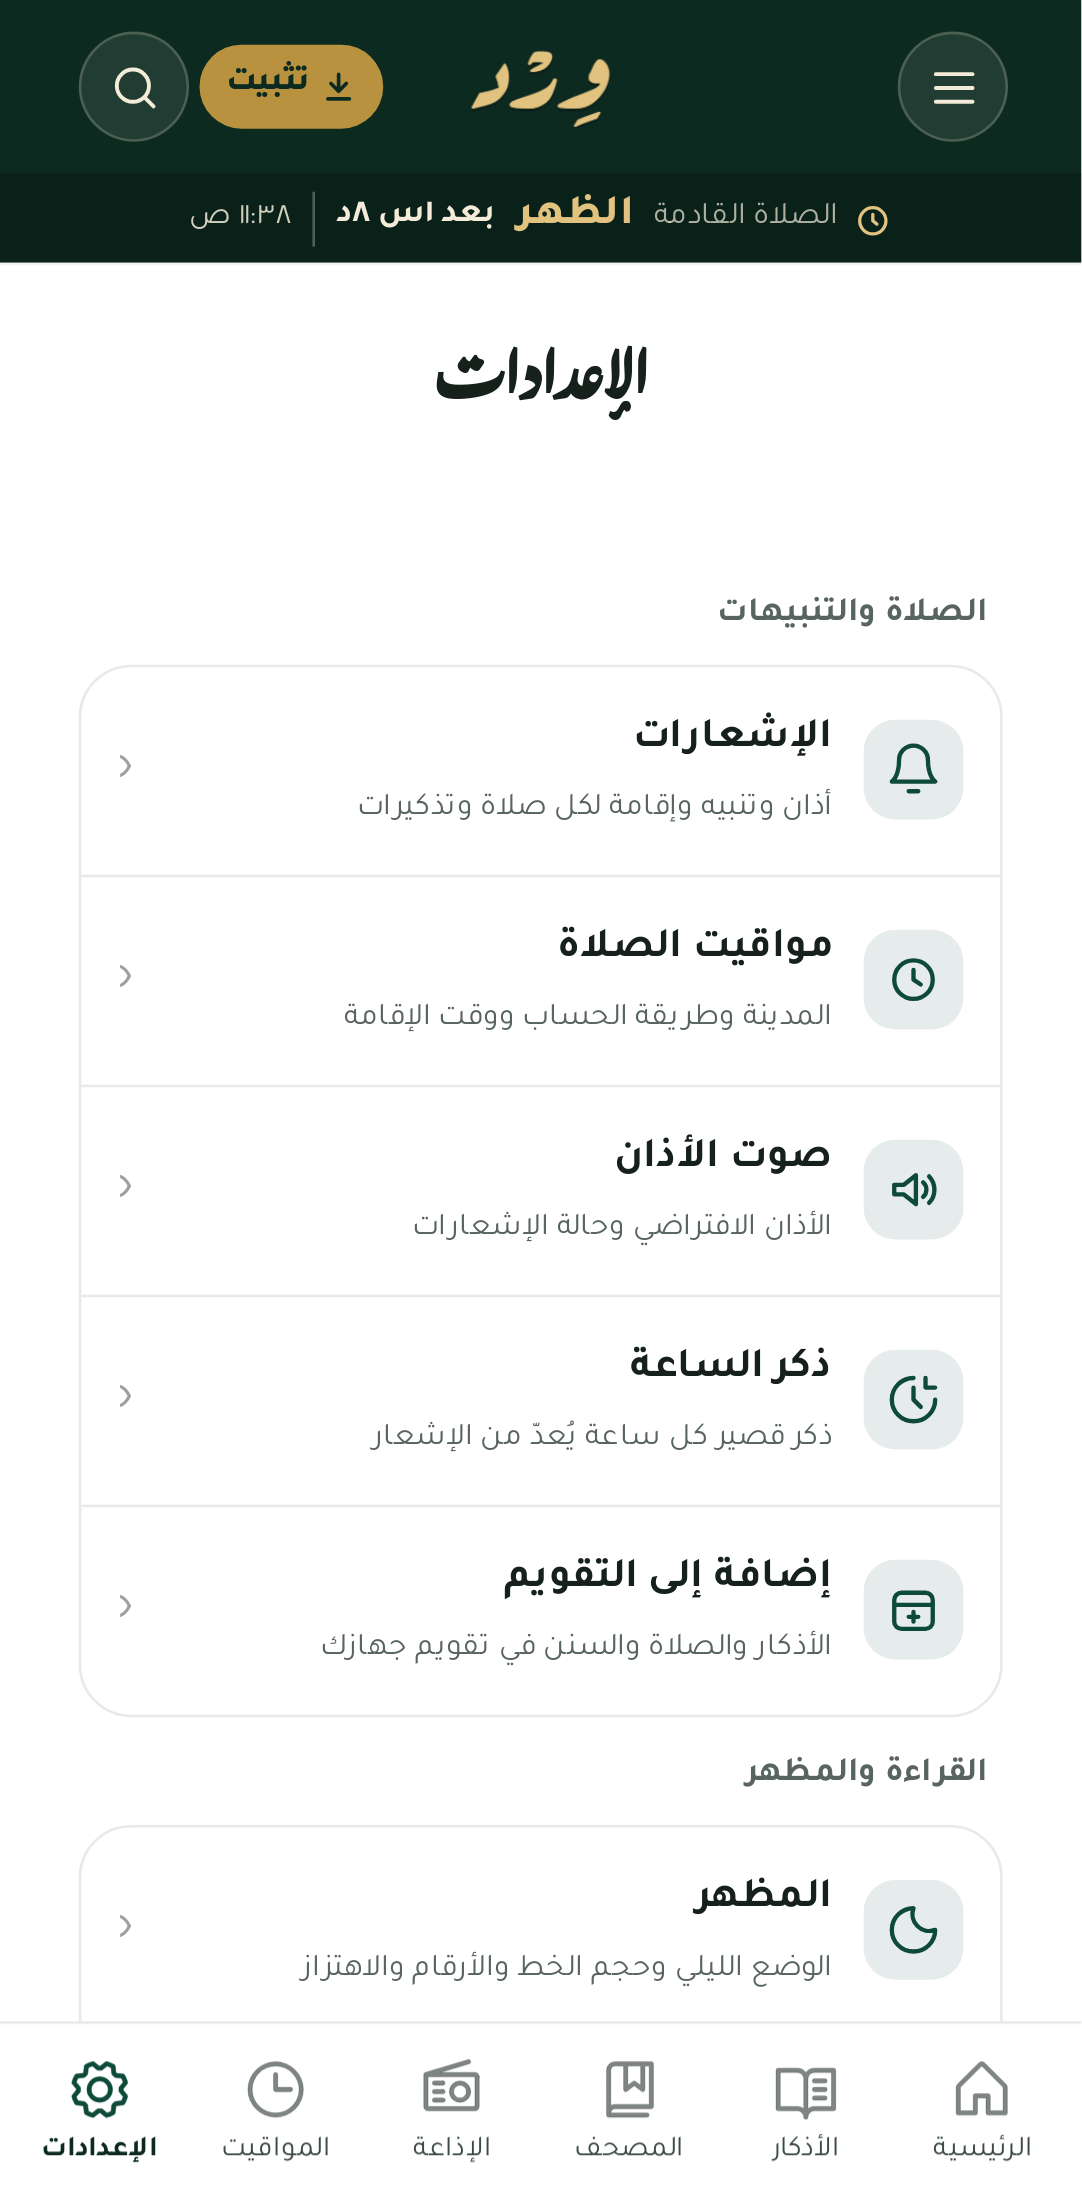 وِرْد
تثبيت
الصلاة القادمة الظهر بعد ١س ٨د ١١:٣٨ ص
الإعدادات
الصلاة والتنبيهات
الإشعارات
أذان وتنبيه وإقامة لكل صلاة وتذكيرات
مواقيت الصلاة
المدينة وطريقة الحساب ووقت الإقامة
صوت الأذان
الأذان الافتراضي وحالة الإشعارات
ذكر الساعة
ذكر قصير كل ساعة يُعدّ من الإشعار
إضافة إلى التقويم
الأذكار والصلاة والسنن في تقويم جهازك
القراءة والمظهر
المظهر
الوضع الليلي وحجم الخط والأرقام والاهتزاز
الرئيسية
الأذكار
المصحف
الإذاعة
المواقيت
الإعدادات